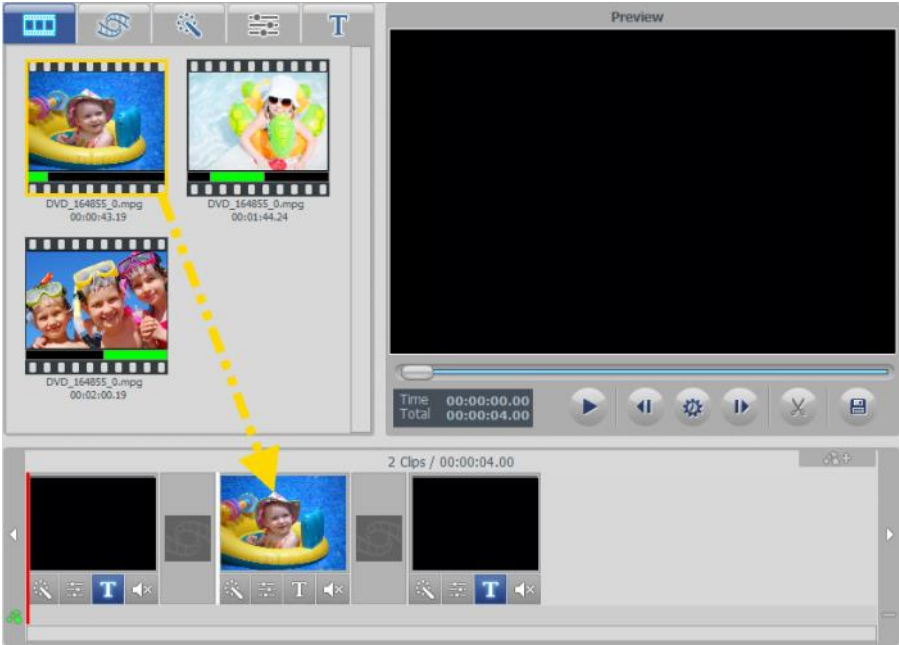 T
Preview
DVD_164855_0.mpg
00:00:43.19
DVD_164855_0.mpg
00:01:44.24
DVD_164855_0.mpg
00:02:00.19
Time 00:00:00.00
Total 00:00:04.00
2 Clips / 00:00:04.00
T
T
T